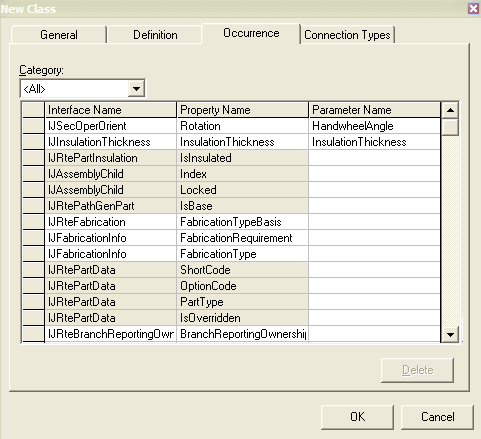 New Class
General Definition Occurrence Connection Types
Category:
<All>
Interface Name Property Name Parameter Name
IJSecOperOrient Rotation HandwheelAngle
IJInsulationThickness InsulationThickness InsulationThickness
IJRtePartInsulation IsInsulated
IJAssemblyChild Index
IJAssemblyChild Locked
IJRtePathGenPart IsBase
IJRteFabrication FabricationTypeBasis
IJFabricationInfo FabricationRequirement
IJFabricationInfo FabricationType
IJRtePartData ShortCode
IJRtePartData OptionCode
IJRtePartData PartType
IJRtePartData IsOverridden
IJRteBranchReportingOwn BranchReportingOwnership
Delete
OK Cancel